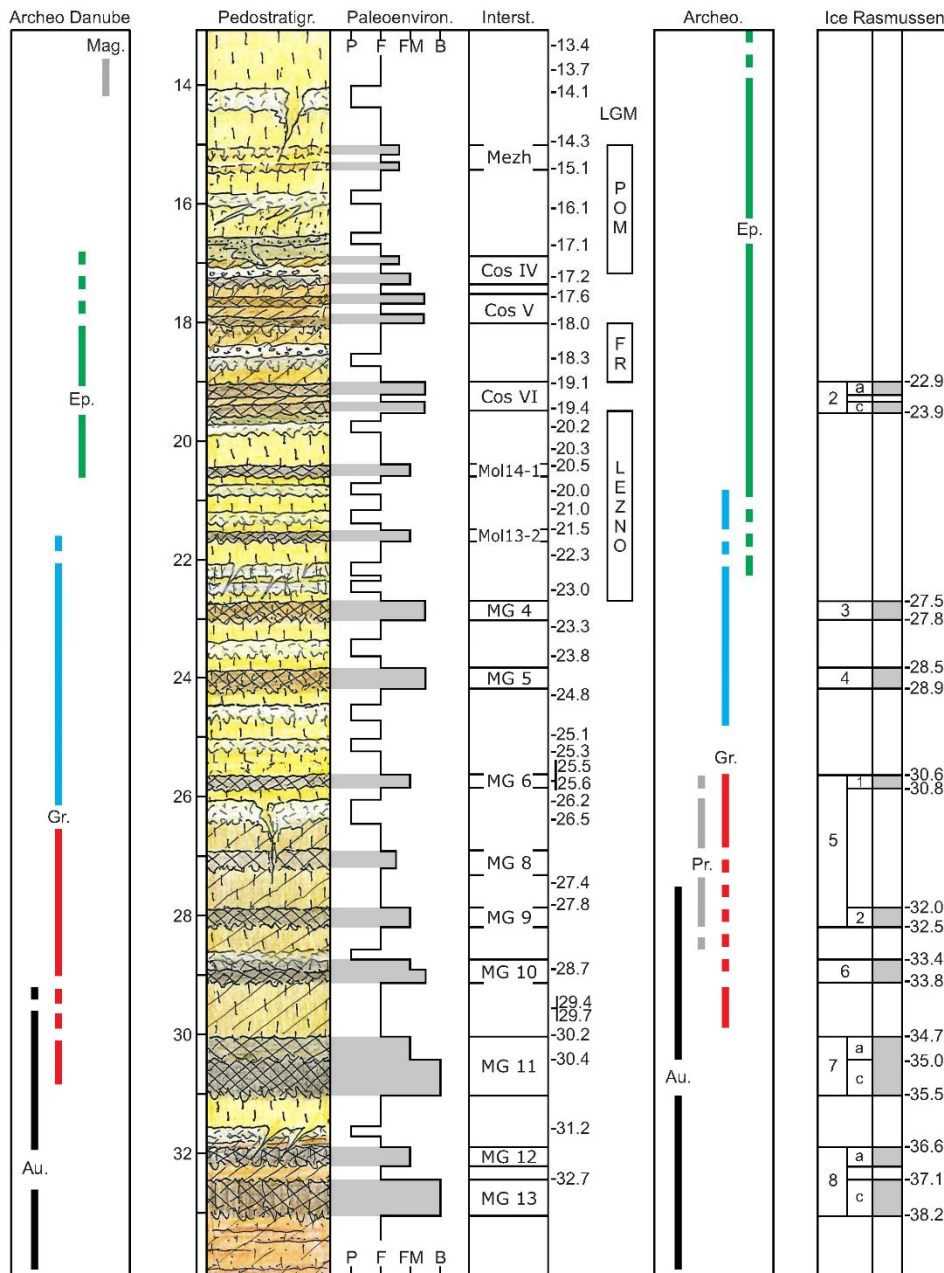 Archeo Danube Pedostratigr. Paleoenviron. Interst. Archeo. Ice Rasmussen
Mag. P F FM B
-13.4
-13.7
14 -14.1
LGM
-14.3
Mezh
-15.1
POM
16 -16.1
Ep.
-17.1
Cos IV -17.2
-17.6
Cos V
18 -18.0
FR
-18.3
-19.1 -22.9
Ep. Cos VI 2 a
-19.4 c -23.9
20 -20.2
-20.3
Mol14-1 -20.5
LEZNO
-20.0
-21.0
Mol13-2 -21.5
22 -22.3
-23.0
MG 4 3 -27.5
-27.8
-23.3
-23.8
24 MG 5 4 -28.5
-28.9
-24.8
-25.1
Gr.
-25.3
-25.5
MG 6 -25.6 1 -30.6
-30.8
26 -26.2
Gr. -26.5
5
MG 8 Pr.
-27.4
-27.8
28 MG 9 2 -32.0
-32.5
MG 10 -28.7 6 -33.4
-33.8
-29.4
-29.7
30 -30.2 -34.7
MG 11 -30.4 7 a -35.0
Au. c -35.5
-31.2
32 MG 12 8 a -36.6
Au. -32.7 -37.1
MG 13 c -38.2
P F FM B